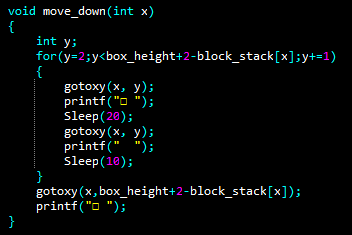 void move_down(int x)
{
    int y;
    for(y=2;y<box_height+2-block_stack[x];y+=1)
    {
        gotoxy(x, y);
        printf("□ ");
        Sleep(20);
        gotoxy(x, y);
        printf("  ");
        Sleep(10);
    }
    gotoxy(x,box_height+2-block_stack[x]);
    printf("□ ");
}